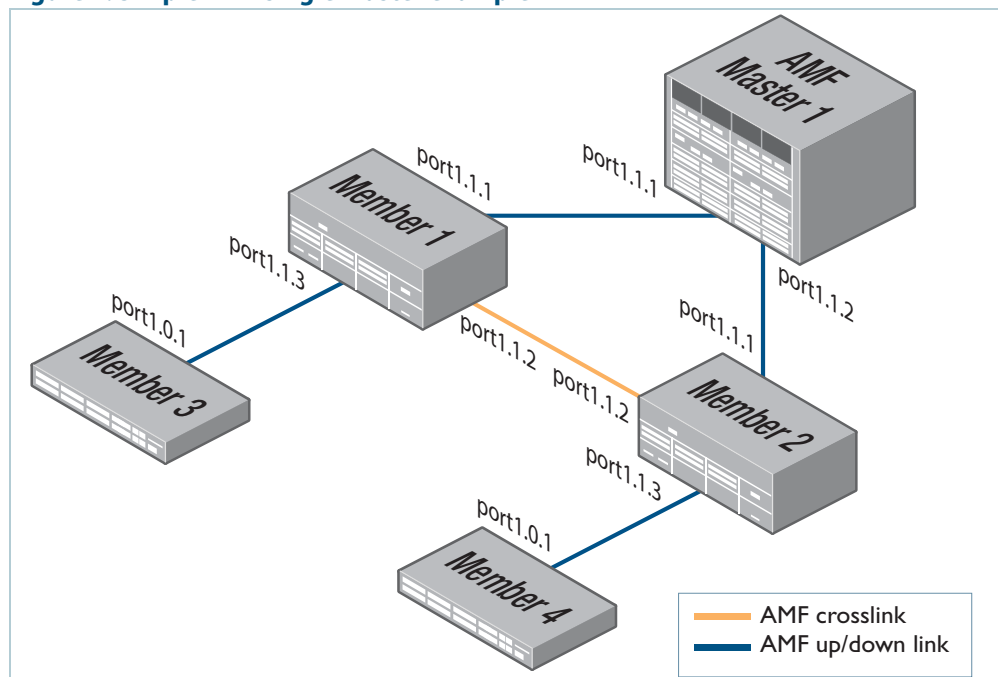 AMF
Master 1
port1.1.1
port1.1.1
Member 1
port1.1.3
port1.1.2
port1.0.1
port1.1.1
port1.1.2
Member 3
port1.1.2
Member 2
port1.1.3
port1.0.1
Member 4
AMF crosslink
AMF up/down link